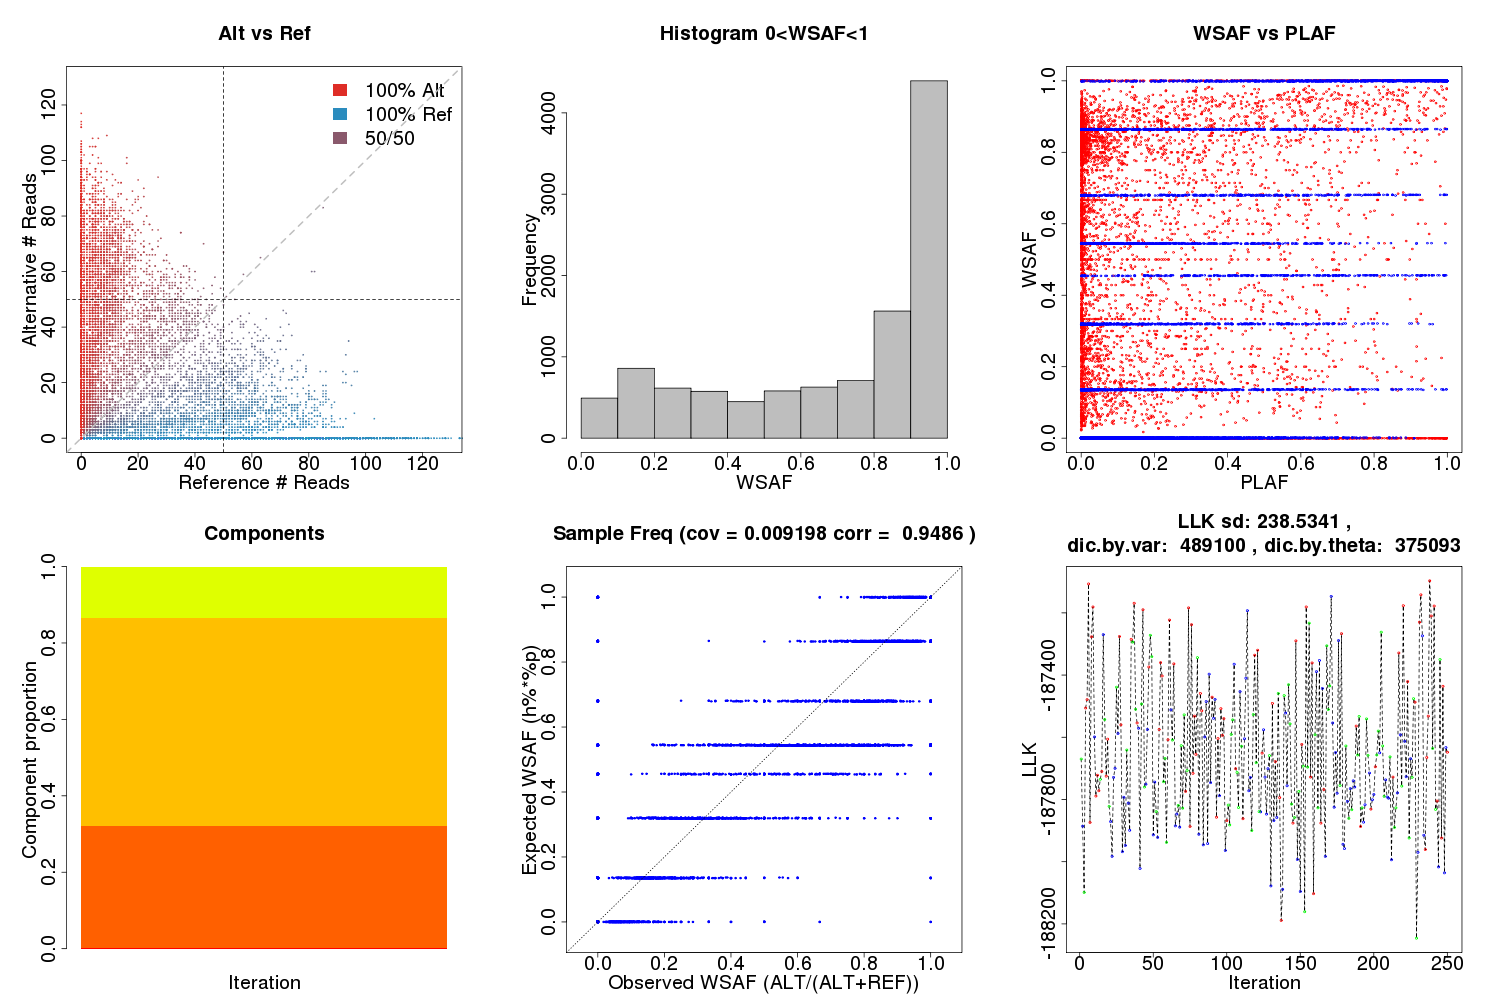 Alt vs Ref
120
100
80
60
40
20
0
Alternative # Reads
100% Alt
100% Ref
50/50
0 20 40 60 80 100 120
Reference # Reads
Histogram 0<WSAF<1
4000
3000
2000
1000
0
Frequency
0.0 0.2 0.4 0.6 0.8 1.0
WSAF
WSAF vs PLAF
1.0
0.8
0.6
0.4
0.2
0.0
WSAF
0.0 0.2 0.4 0.6 0.8 1.0
PLAF
Components
1.0
0.8
0.6
0.4
0.2
0.0
Component proportion
Iteration
Sample Freq (cov = 0.009198 corr = 0.9486 )
1.0
0.8
0.6
0.4
0.2
0.0
Expected WSAF (h%*%p)
0.0 0.2 0.4 0.6 0.8 1.0
Observed WSAF (ALT/(ALT+REF))
LLK sd: 238.5341 ,
dic.by.var: 489100 , dic.by.theta: 375093
-187400
-187800
-188200
LLK
0 50 100 150 200 250
Iteration